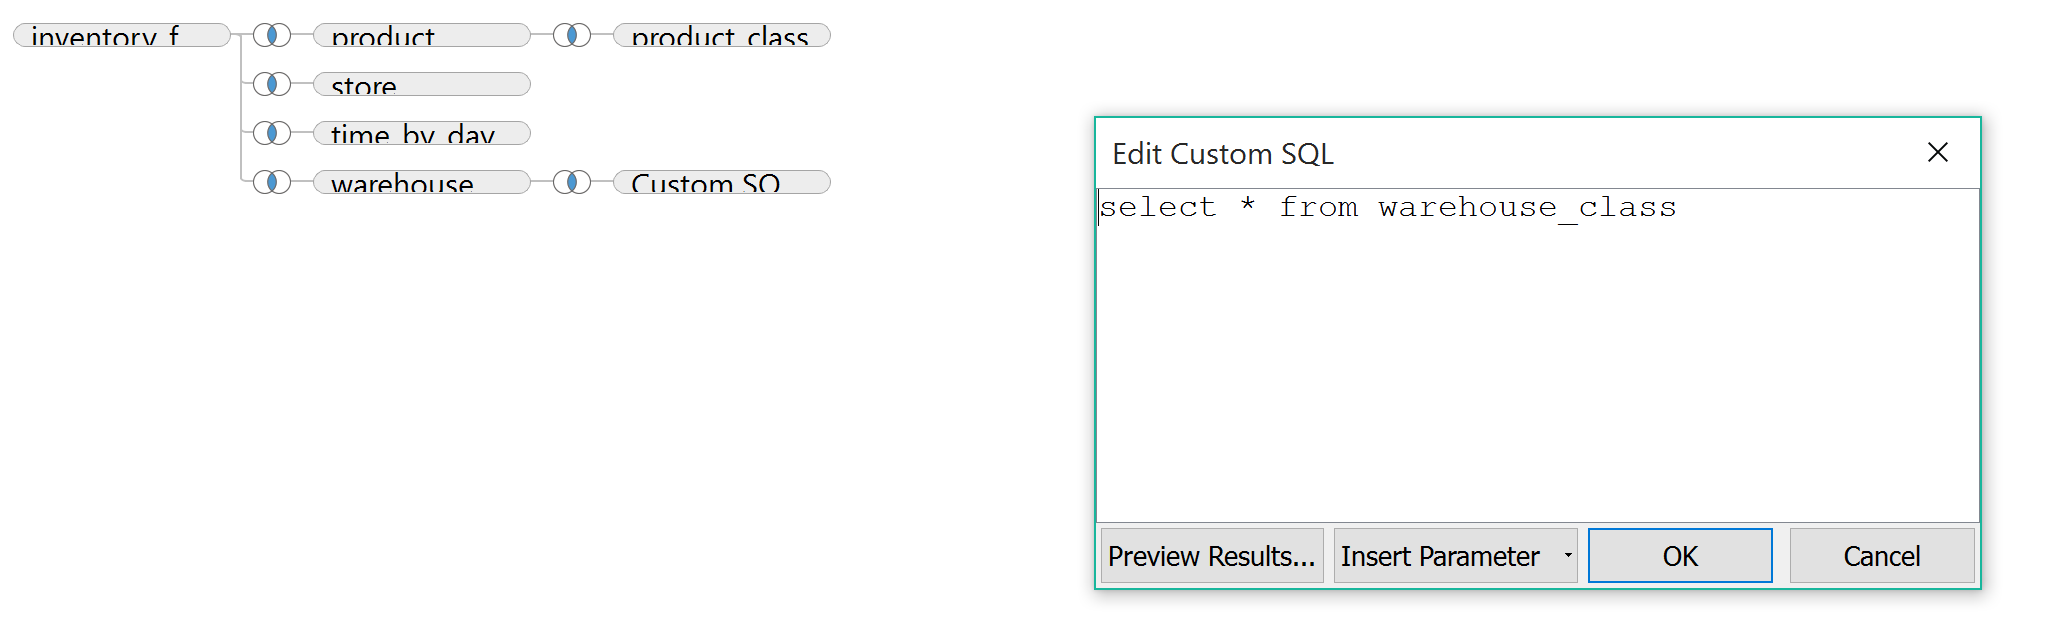 inventory_f
product
product_class
store
time_by_day
warehouse
Custom SQ
Edit Custom SQL
select * from warehouse_class
Preview Results...
Insert Parameter
OK
Cancel